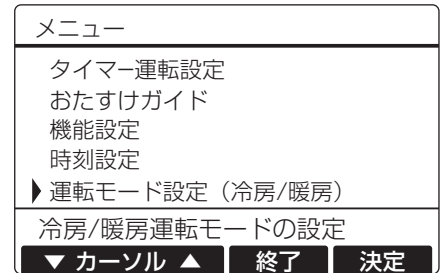 メニュー
タイマー運転設定
おたすけガイド
機能設定
時刻設定
運転モード設定（冷房/暖房）
冷房/暖房運転モードの設定
▼ カーソル ▲ 終了 決定